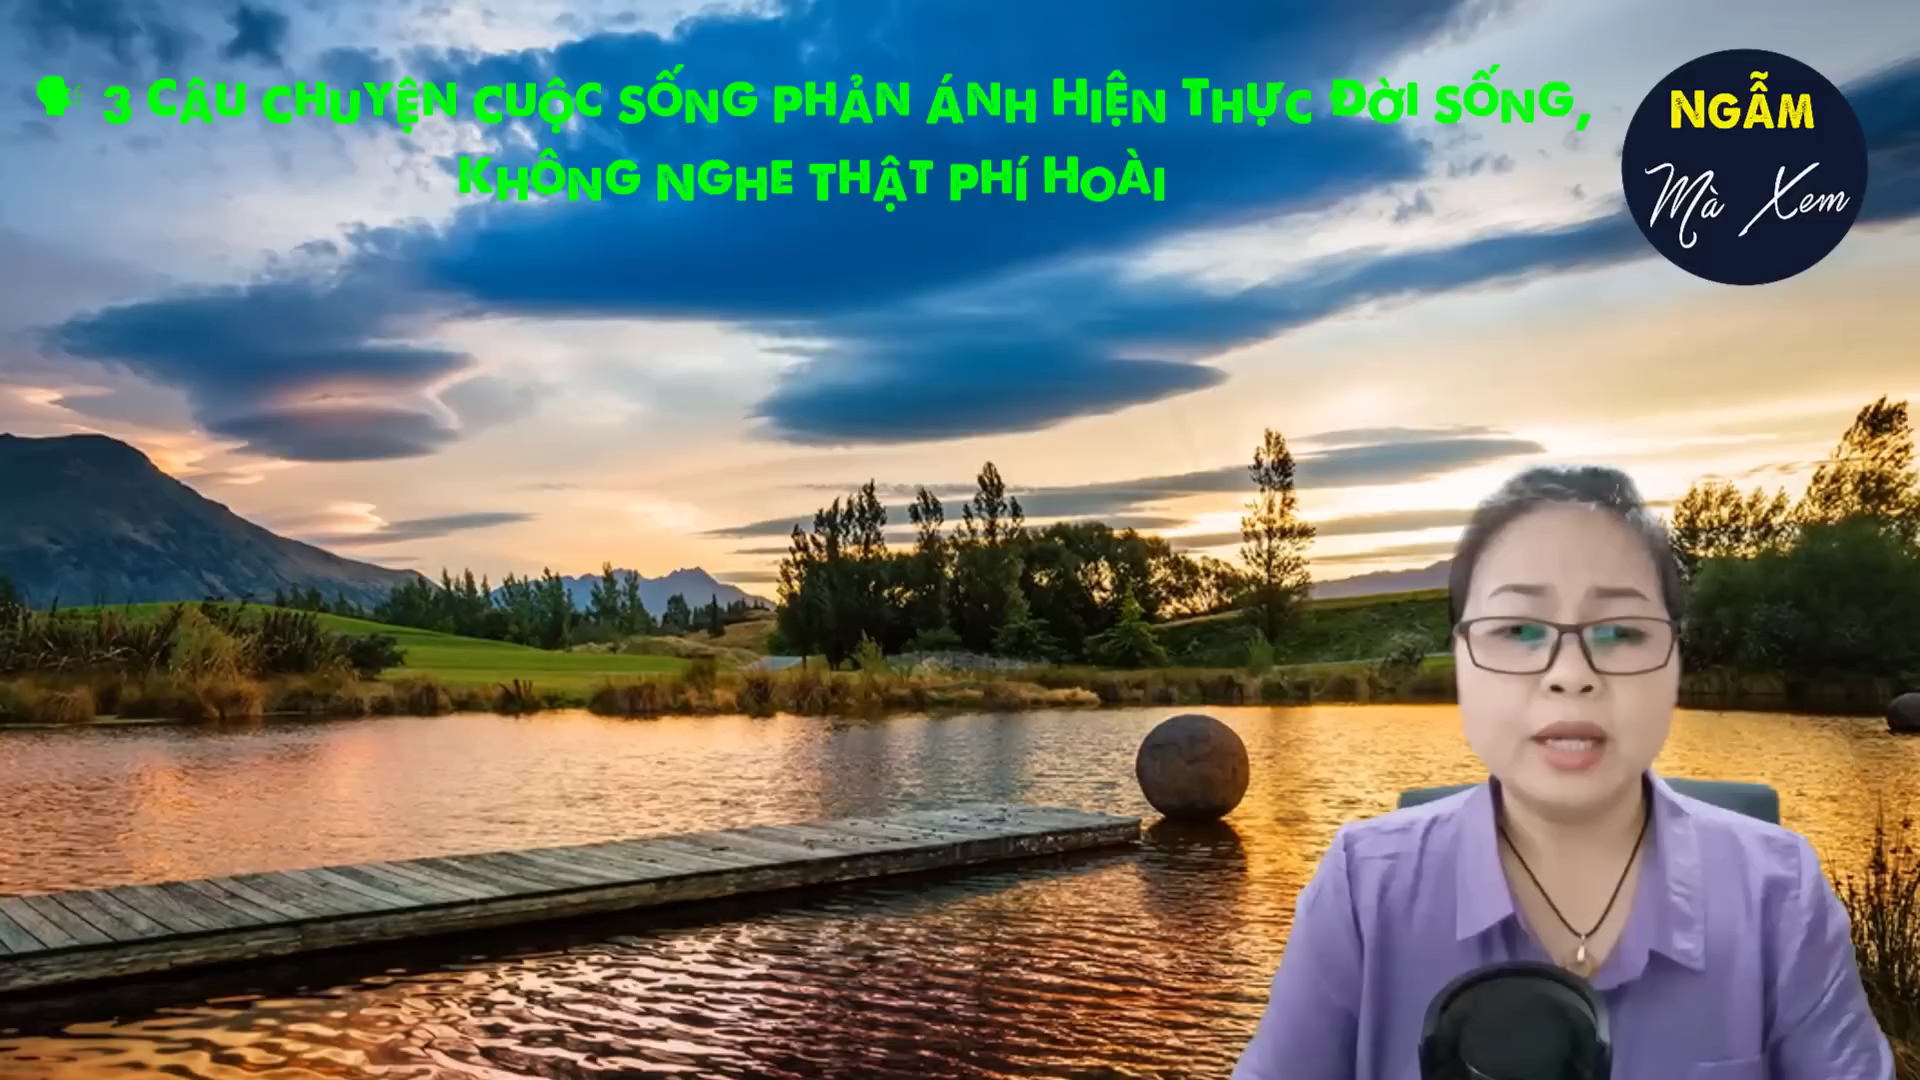 3 CÂU CHUYỆN CUỘC SỐNG PHẢN ÁNH HIỆN THỰC ĐỜI SỐNG,
KHÔNG NGHE THẬT PHÍ HOÀI
NGẪM
Mà Xem